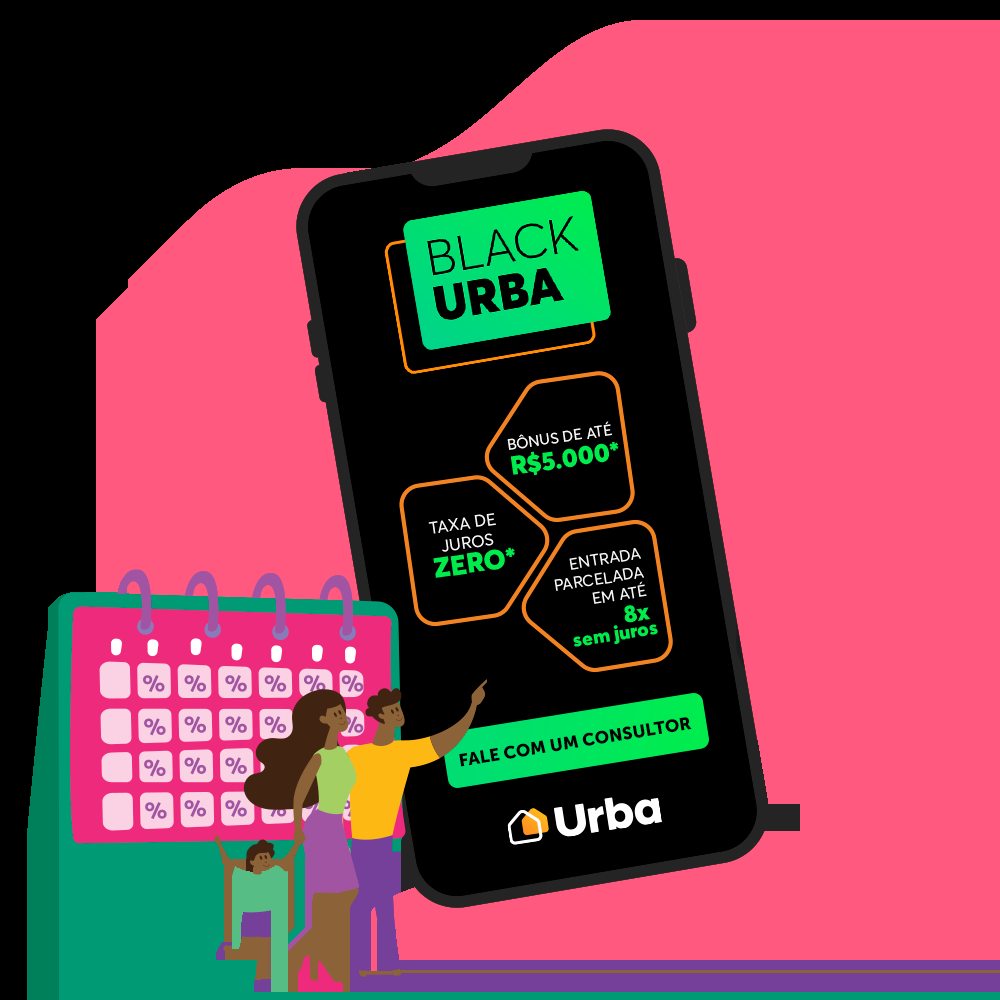 BLACK
URBA
BÔNUS DE ATÉ
R$5.000*
TAXA DE
JUROS
ZERO*
ENTRADA
PARCELADA
EM ATÉ
8x
sem juros
% % % % % %
% % % % %
% % %
% % % % %
FALE COM UM CONSULTOR
Urba